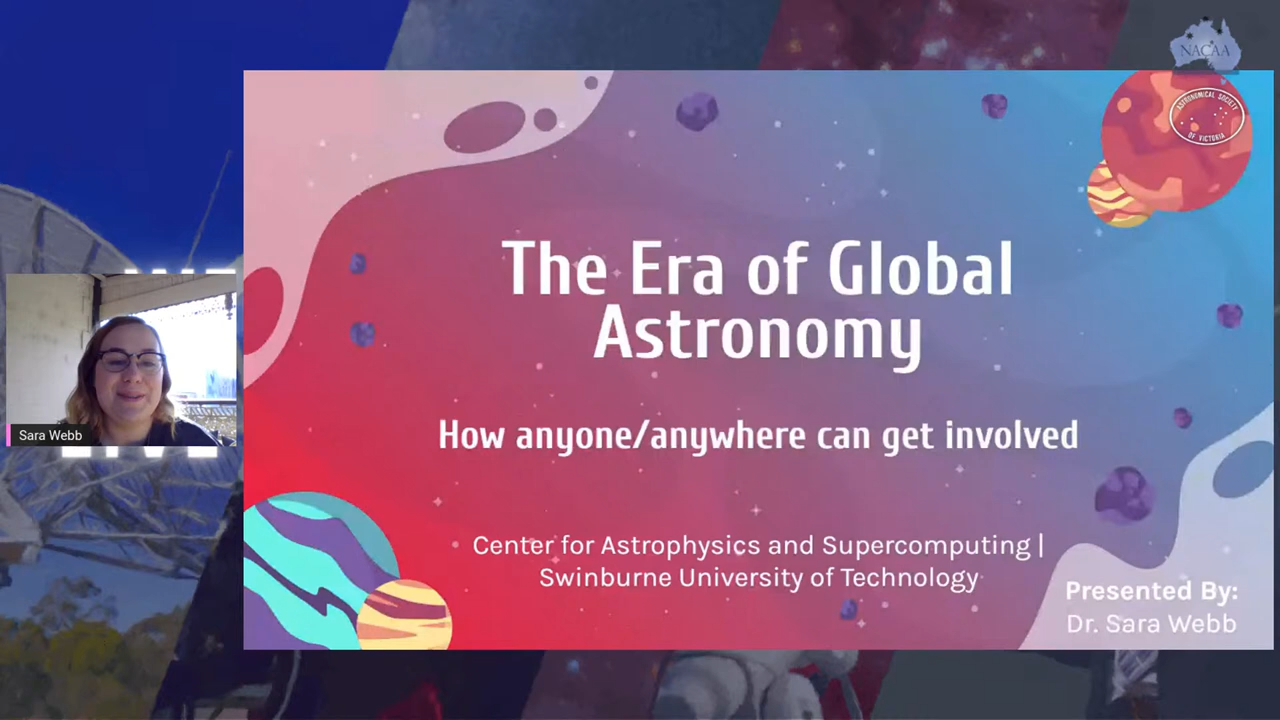 NACAA
ASTRONOMICAL SOCIETY
OF VICTORIA
The Era of Global
Astronomy
How anyone/anywhere can get involved
Sara Webb
Center for Astrophysics and Supercomputing |
Swinburne University of Technology
Presented By:
Dr. Sara Webb